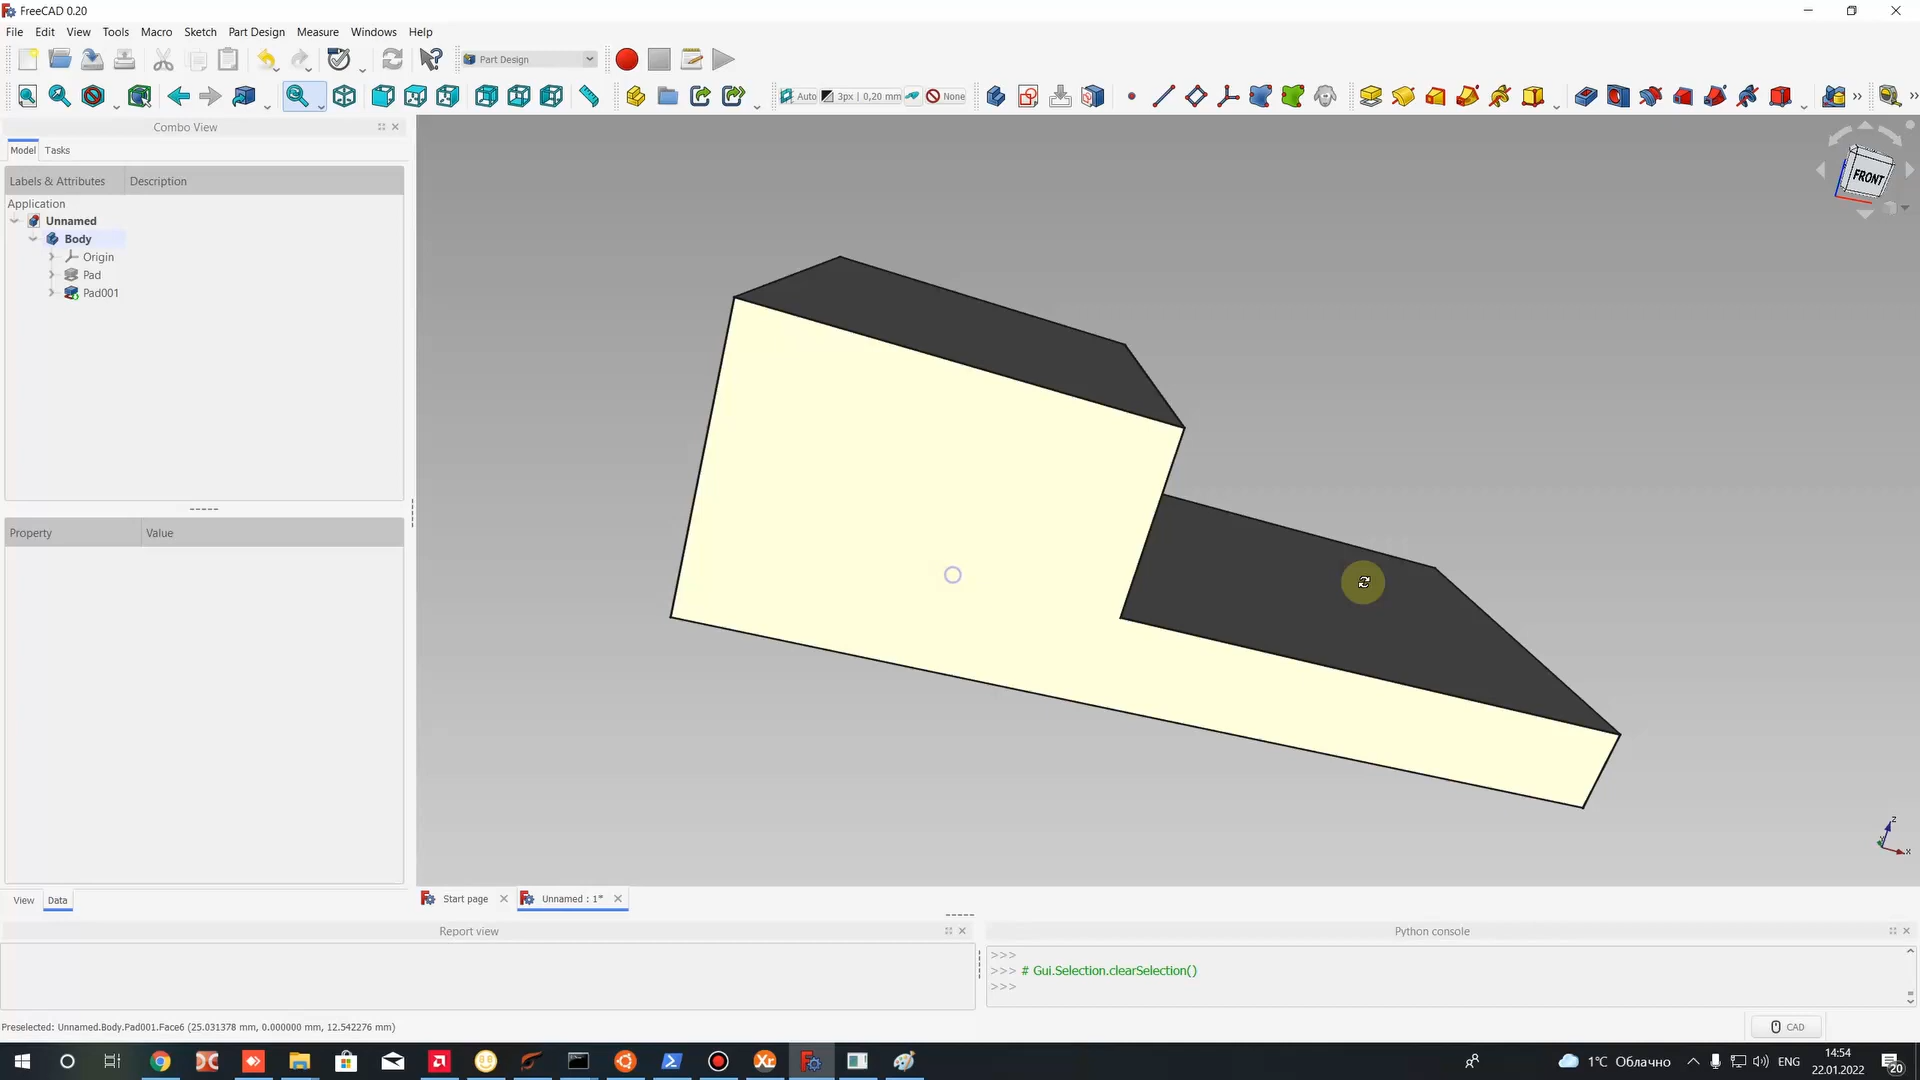 FreeCAD 0.20
File Edit View Tools Macro Sketch Part Design Measure Windows Help
Part Design
Auto 3px | 0,20 mm None
Combo View
Model Tasks
Labels & Attributes Description
Application
Unnamed
Body
Origin
Pad
Pad001
FRONT
Property Value
z
x
View Data
Start page Unnamed : 1*
Report view
Python console
>>>
>>> # Gui.Selection.clearSelection()
>>>
Preselected: Unnamed.Body.Pad001.Face6 (25.031378 mm, 0.000000 mm, 12.542276 mm)
CAD
Xr
1°C Облачно ENG 14:54
22.01.2022
20